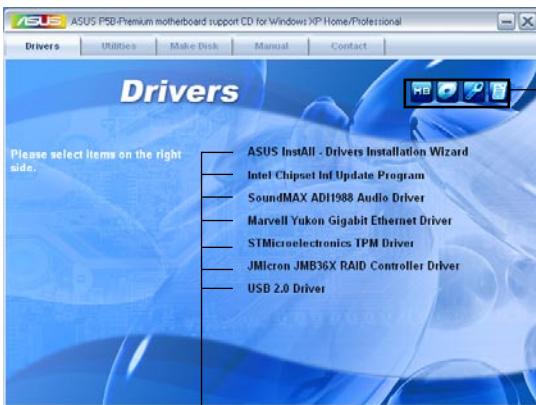 ASUS ASUS P5B-Premium motherboard support CD for Windows XP Home/Professional
Drivers Utilities Make Disk Manual Contact
Drivers
MB
Please select items on the right
side.
ASUS InstAll - Drivers Installation Wizard
Intel Chipset Inf Update Program
SoundMAX ADI1988 Audio Driver
Marvell Yukon Gigabit Ethernet Driver
STMicroelectronics TPM Driver
JMicron JMB36X RAID Controller Driver
USB 2.0 Driver